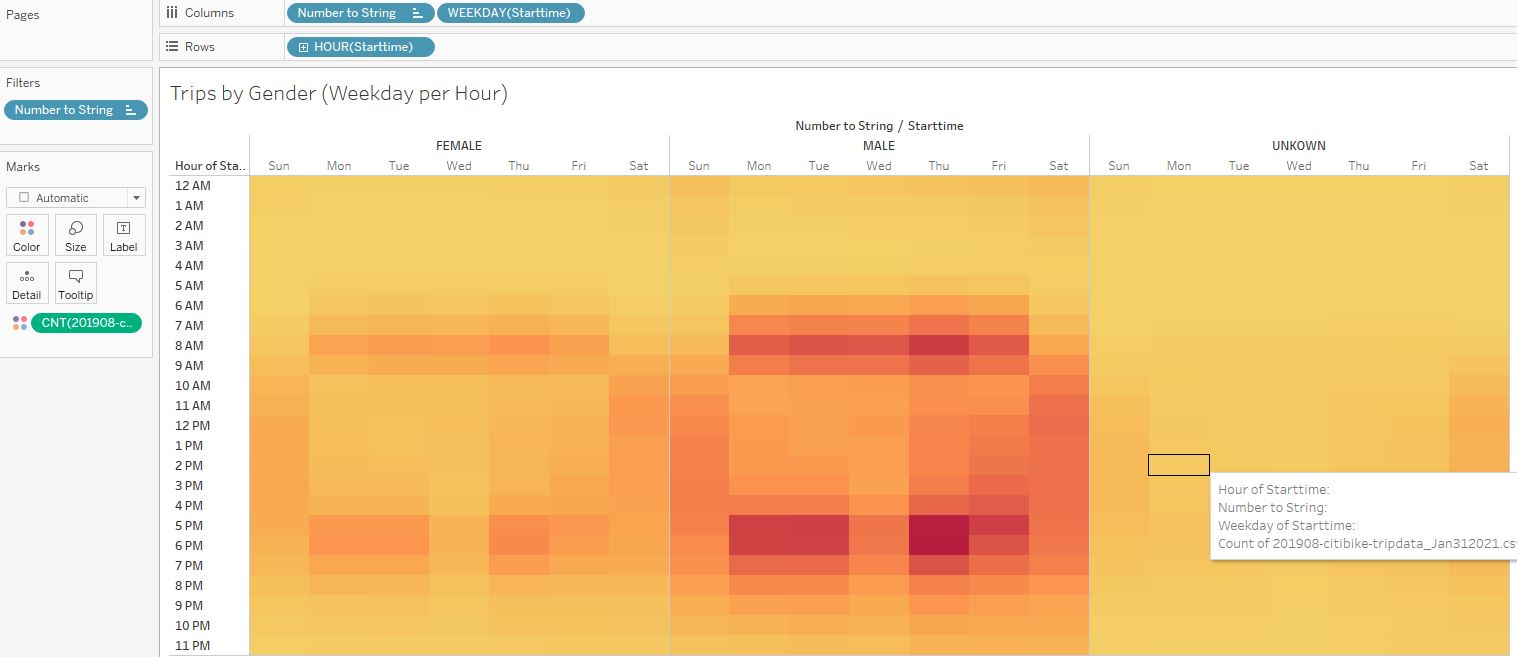 Pages
Columns
Number to String
WEEKDAY(Starttime)
Rows
HOUR(Starttime)
Filters
Number to String
Marks
Automatic
Color
Size
Label
Detail
Tooltip
CNT(201908-c..
Trips by Gender (Weekday per Hour)
Number to String / Starttime
FEMALE MALE UNKOWN
Hour of Sta.. Sun Mon Tue Wed Thu Fri Sat Sun Mon Tue Wed Thu Fri Sat Sun Mon Tue Wed Thu Fri Sat
12 AM
1 AM
2 AM
3 AM
4 AM
5 AM
6 AM
7 AM
8 AM
9 AM
10 AM
11 AM
12 PM
1 PM
2 PM
3 PM
4 PM
5 PM
6 PM
7 PM
8 PM
9 PM
10 PM
11 PM
Hour of Starttime:
Number to String:
Weekday of Starttime:
Count of 201908-citibike-tripdata_Jan312021.cs